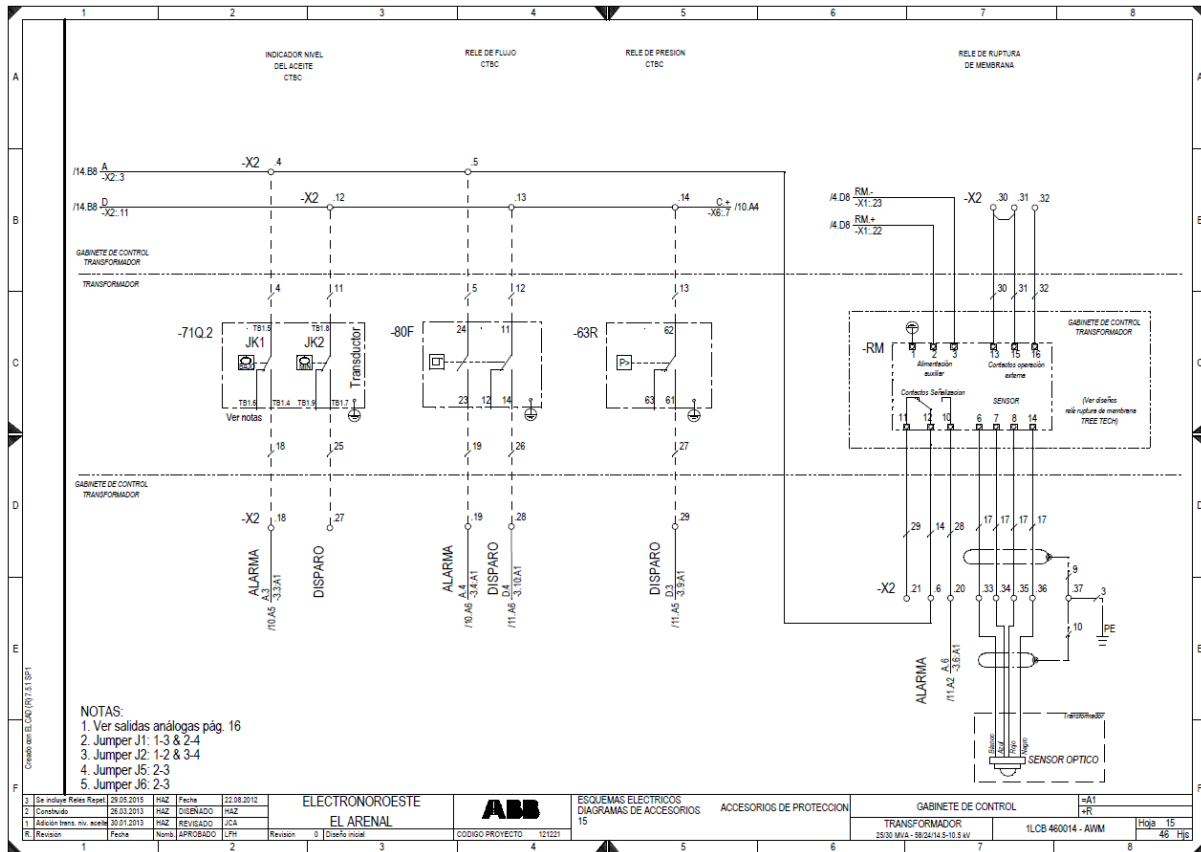 1 2 3 4 5 6 7 8
A
B
C
D
E
F
INDICADOR NIVEL
DEL ACEITE
CTBC
RELE DE FLUJO
CTBC
RELE DE PRESION
CTBC
RELE DE RUPTURA
DE MEMBRANA
/14.B8 A
-X2:.3
-X2 .4
.5
/14.B8 D
-X2:.11
-X2 .12
.13
.14
C.+
-X6:.7
/10.A4
/4.D8 RM.-
-X1:.23
/4.D8 RM.+
-X1:.22
-X2 .30 .31 .32
GABINETE DE CONTROL
TRANSFORMADOR
TRANSFORMADOR
4 11 5 12 13 30 31 32
-71Q.2
TB1.5 TB1.8
JK1 JK2
MIN
Transductor
TB1.6 TB1.4 TB1.9 TB1.7
Ver notas
-80F
24 11
23 12 14
-63R
62
P>
63 61
GABINETE DE CONTROL
TRANSFORMADOR
-RM
1 2 3 13 15 16
Alimentación
auxiliar
Contactos operación
externa
Contactos Señalizacion
SENSOR
11 12 10 6 7 8 14
(Ver diseños
relé ruptura de membrana
TREE TECH)
18 25 19 26 27
GABINETE DE CONTROL
TRANSFORMADOR
-X2 .18 .27 .19 .28 .29
29 14 28 17 17 17 17
ALARMA
A.3
-3.3:A1
/10.A5
DISPARO
ALARMA
A.4
-3.4:A1
/10.A6
DISPARO
D.4
-3.10:A1
/11.A6
DISPARO
D.3
-3.9:A1
/11.A5
-X2 .21 .6 .20 .33 .34 .35 .36 .37
9
3
10
PE
ALARMA
A.6
-3.6:A1
/11.A2
Transformador
Blanco
Azul
Rojo
Negro
SENSOR OPTICO
NOTAS:
1. Ver salidas análogas pág. 16
2. Jumper J1: 1-3 & 2-4
3. Jumper J2: 1-2 & 3-4
4. Jumper J5: 2-3
5. Jumper J6: 2-3
Creado con ELCAD (R) 7.5.1 SP1
3 Se incluye Reles Repet. 29.05.2015 HAZ Fecha 22.08.2012
2 Construido 26.03.2013 HAZ DISEÑADO HAZ
1 Adición trans. niv. aceite 30.01.2013 HAZ REVISADO JCA
R. Revisión Fecha Nomb. APROBADO LFH
ELECTRONOROESTE
EL ARENAL
Revision 0 Diseño inicial
ABB
CODIGO PROYECTO 121221
ESQUEMAS ELECTRICOS
DIAGRAMAS DE ACCESORIOS
15
ACCESORIOS DE PROTECCION
GABINETE DE CONTROL
=A1
+R
TRANSFORMADOR
25/30 MVA - 58/24/14.5-10.5 kV
1LCB 460014 - AWM
Hoja 15
46 Hjs
1 2 3 4 5 6 7 8